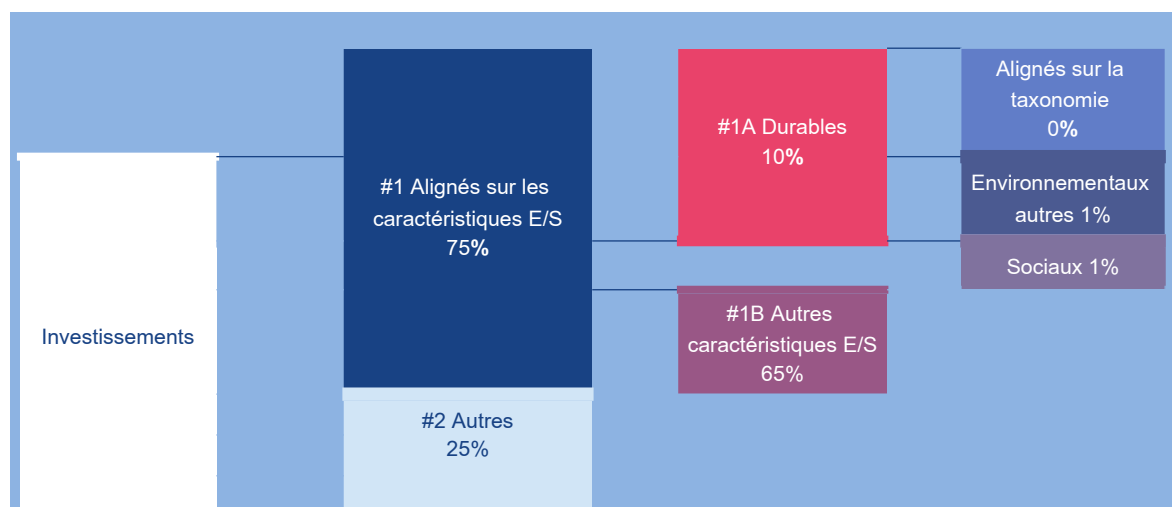 Investissements
#1 Alignés sur les
caractéristiques E/S
75%
#2 Autres
25%
#1A Durables
10%
#1B Autres
caractéristiques E/S
65%
Alignés sur la
taxonomie
0%
Environnementaux
autres 1%
Sociaux 1%